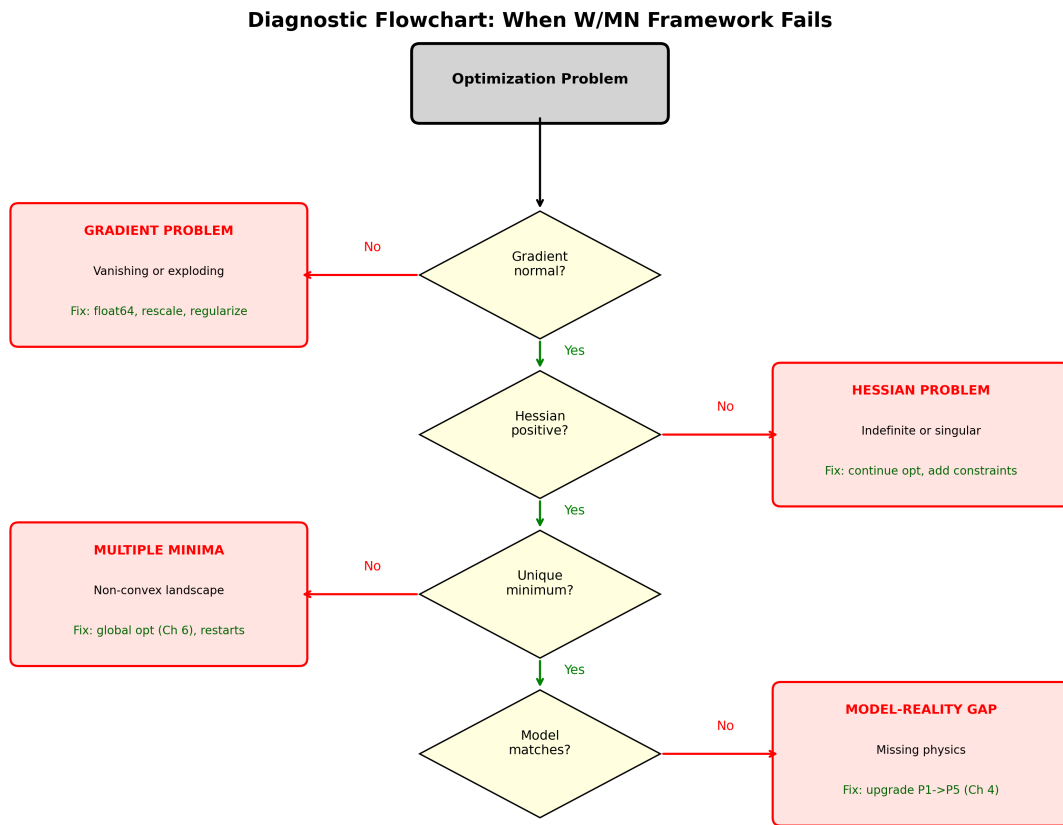 Diagnostic Flowchart: When W/MN Framework Fails
Optimization Problem
GRADIENT PROBLEM
Vanishing or exploding
Fix: float64, rescale, regularize
No
Gradient
normal?
Yes
Hessian
positive?
No
HESSIAN PROBLEM
Indefinite or singular
Fix: continue opt, add constraints
Yes
MULTIPLE MINIMA
Non-convex landscape
Fix: global opt (Ch 6), restarts
No
Unique
minimum?
Yes
Model
matches?
No
MODEL-REALITY GAP
Missing physics
Fix: upgrade P1->P5 (Ch 4)